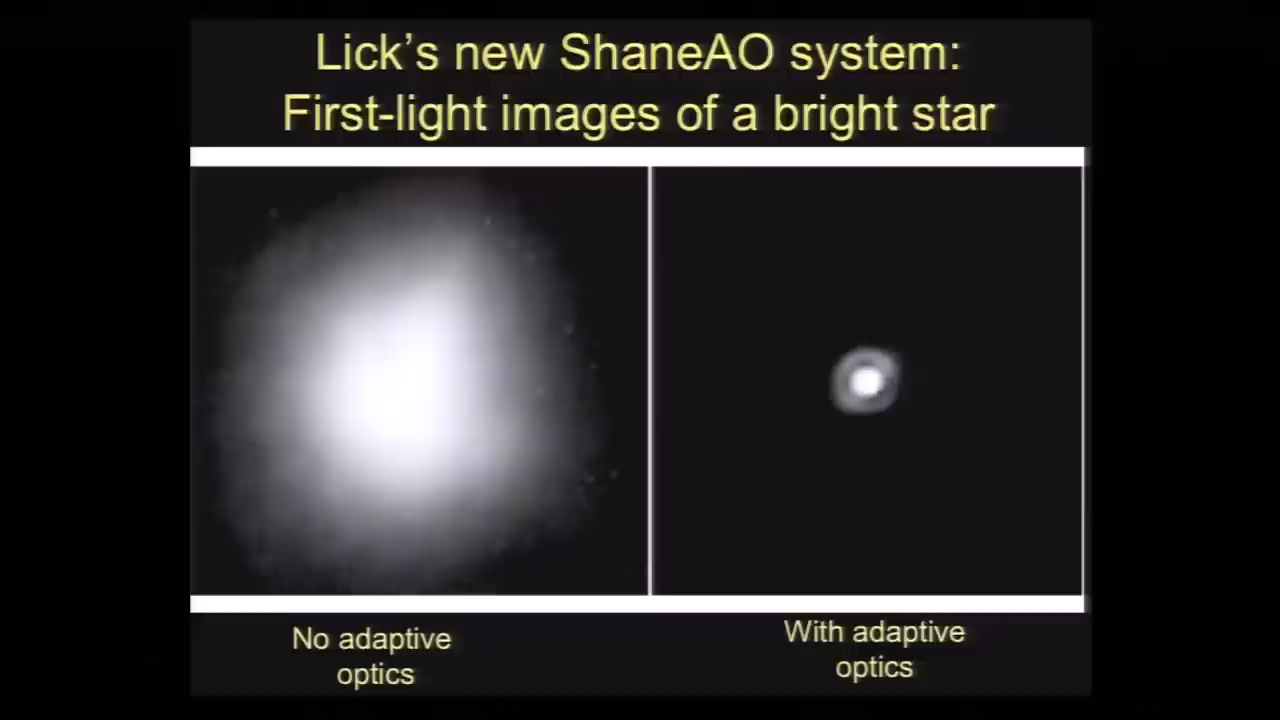 Lick's new ShaneAO system:
First-light images of a bright star
No adaptive
optics
With adaptive
optics